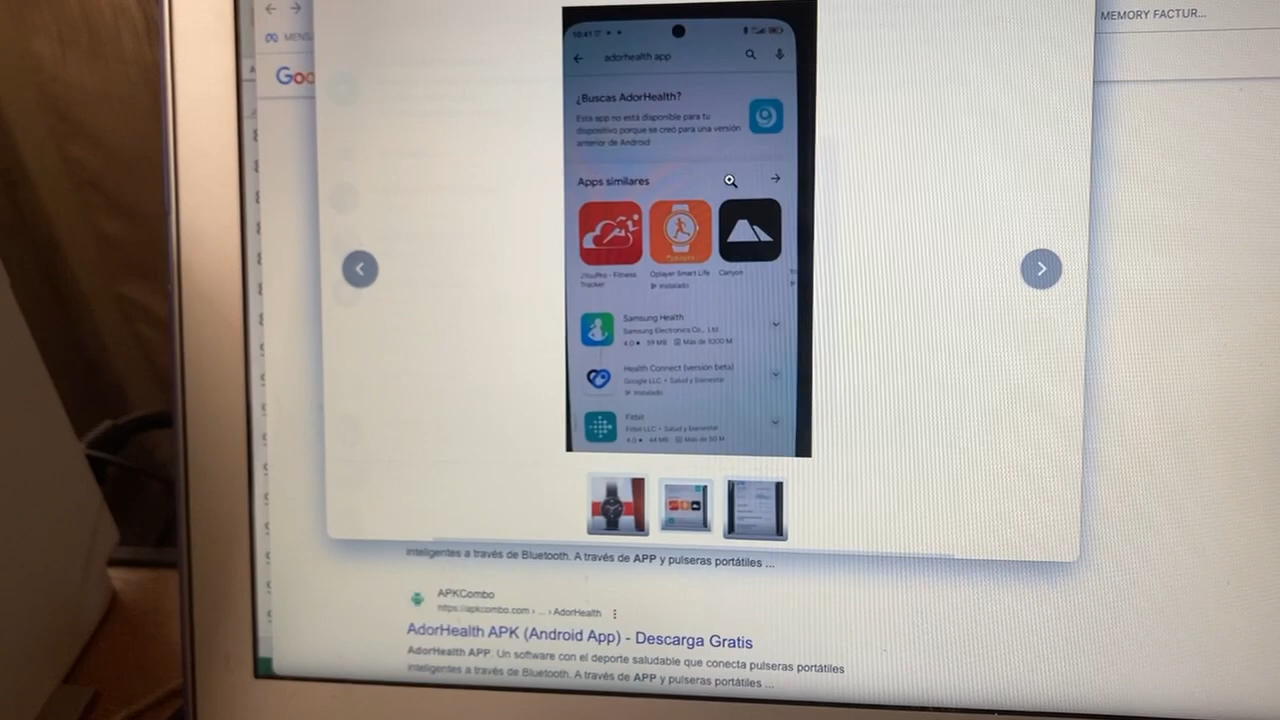 MEMORY FACTUR...
MENS
Goo
10:41
adorhealth app
¿Buscas AdorHealth?
Esta app no está disponible para tu
dispositivo porque se creó para una versión
anterior de Android
Apps similares
JYouPro - Fitness
Tracker
Oplayer Smart Life
Instalado
Canyon
Samsung Health
Samsung Electronics Co., Ltd.
4.0★ 59 MB Más de 1000 M
Health Connect (versión beta)
Google LLC • Salud y bienestar
Instalado
Fitbit
Fitbit LLC • Salud y bienestar
4.0★ 44 MB Más de 50 M
inteligentes a través de Bluetooth. A través de APP y pulseras portátiles ...
APKCombo
https://apkcombo.com › ... › AdorHealth
AdorHealth APK (Android App) - Descarga Gratis
AdorHealth APP. Un software con el deporte saludable que conecta pulseras portátiles
inteligentes a través de Bluetooth. A través de APP y pulseras portátiles ...